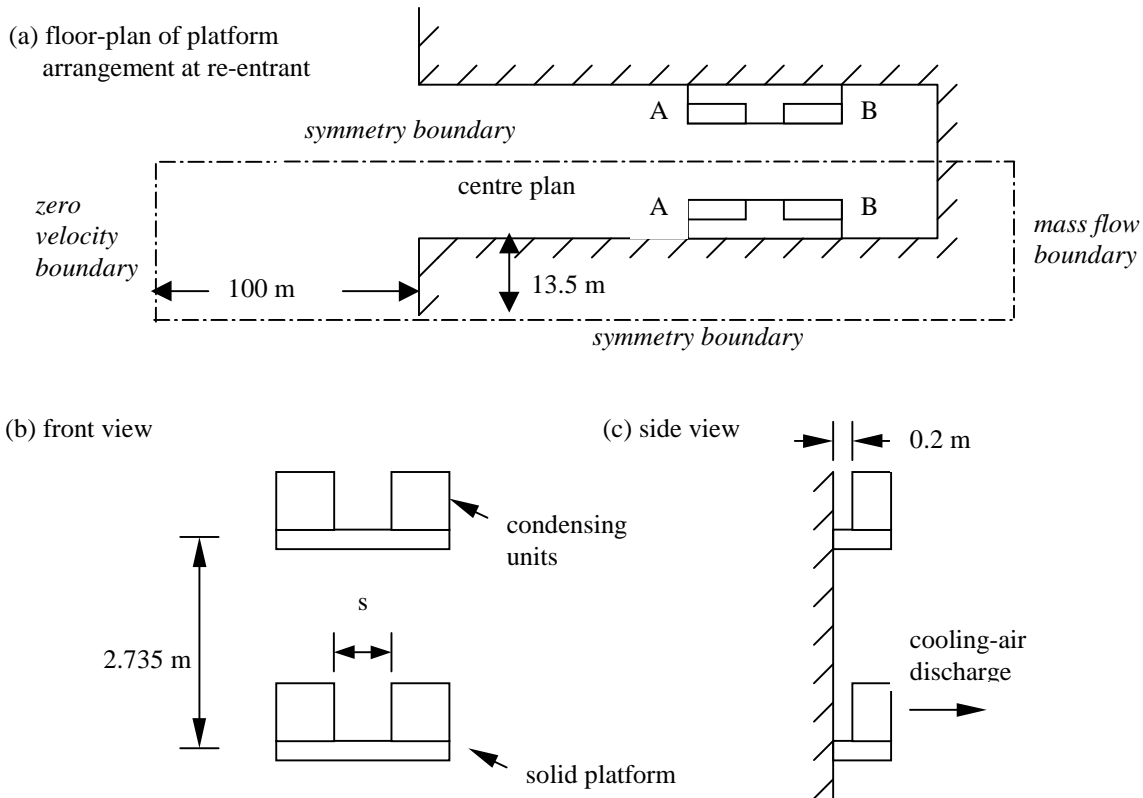 (a) floor-plan of platform
arrangement at re-entrant
symmetry boundary
A
B
centre plan
A
B
zero
velocity
boundary
mass flow
boundary
100 m
13.5 m
symmetry boundary
(b) front view
(c) side view
0.2 m
condensing
units
s
2.735 m
cooling-air
discharge
solid platform